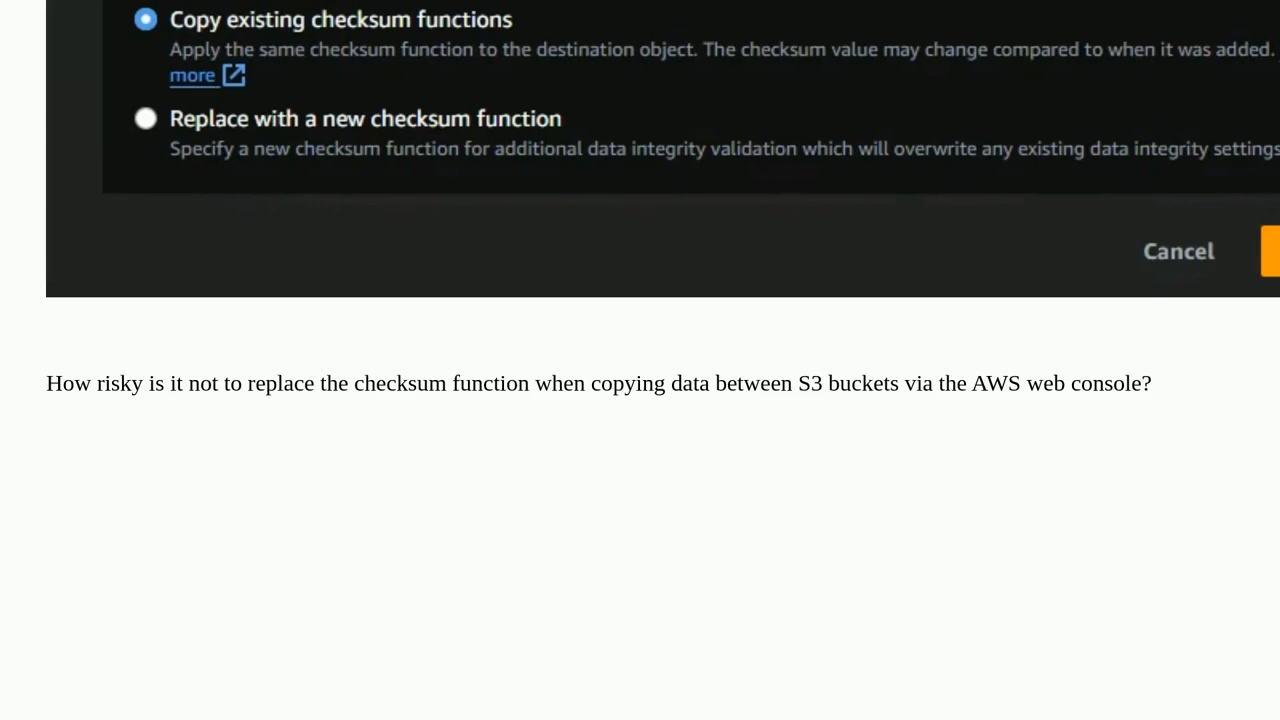 Copy existing checksum functions
Apply the same checksum function to the destination object. The checksum value may change compared to when it was added.
more
Replace with a new checksum function
Specify a new checksum function for additional data integrity validation which will overwrite any existing data integrity settings
Cancel
How risky is it not to replace the checksum function when copying data between S3 buckets via the AWS web console?